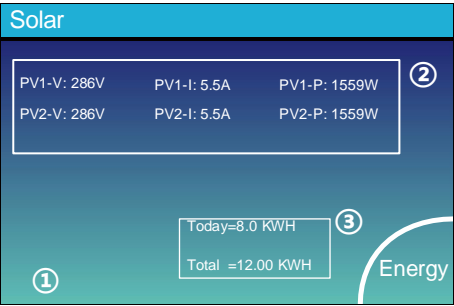 Solar
PV1-V: 286V PV1-I: 5.5A PV1-P: 1559W
②
PV2-V: 286V PV2-I: 5.5A PV2-P: 1559W
Today=8.0 KWH
③
Total =12.00 KWH
Energy
①